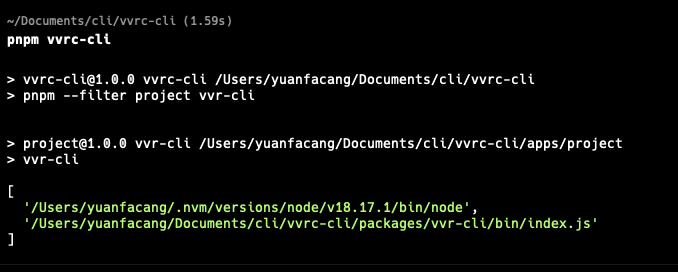 ~/Documents/cli/vvrc-cli (1.59s)
pnpm vvrc-cli
> vvrc-cli@1.0.0 vvrc-cli /Users/yuanfacang/Documents/cli/vvrc-cli
> pnpm --filter project vvr-cli
> project@1.0.0 vvr-cli /Users/yuanfacang/Documents/cli/vvrc-cli/apps/project
> vvr-cli
[
'/Users/yuanfacang/.nvm/versions/node/v18.17.1/bin/node',
'/Users/yuanfacang/Documents/cli/vvrc-cli/packages/vvr-cli/bin/index.js'
]